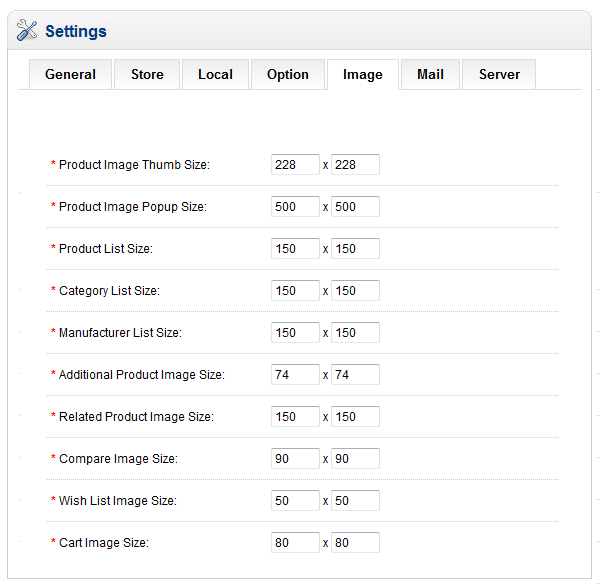 Settings
General Store Local Option Image Mail Server
* Product Image Thumb Size: 228 x 228
* Product Image Popup Size: 500 x 500
* Product List Size: 150 x 150
* Category List Size: 150 x 150
* Manufacturer List Size: 150 x 150
* Additional Product Image Size: 74 x 74
* Related Product Image Size: 150 x 150
* Compare Image Size: 90 x 90
* Wish List Image Size: 50 x 50
* Cart Image Size: 80 x 80